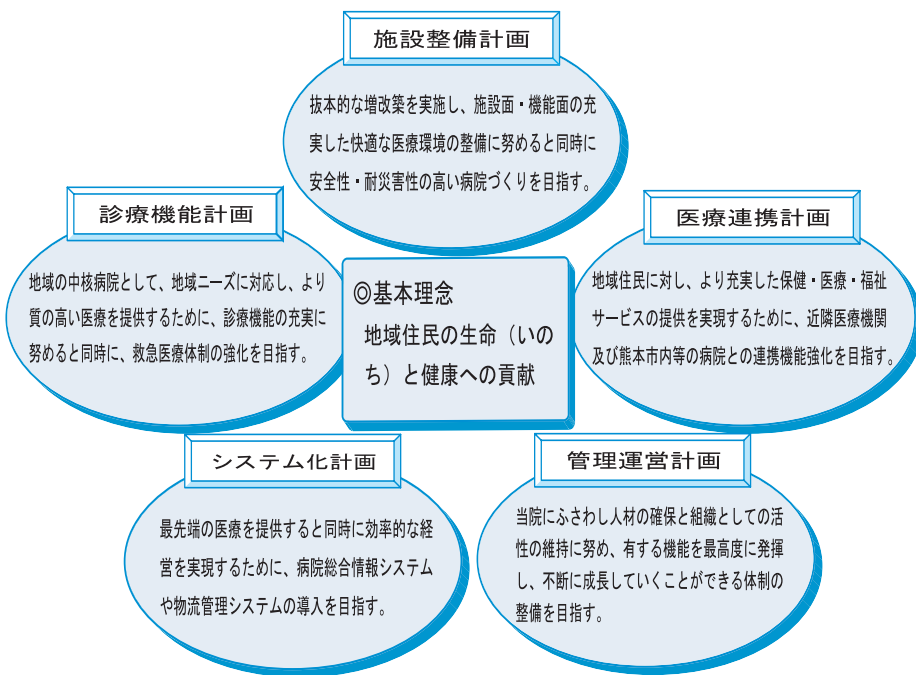 施設整備計画
抜本的な増改築を実施し、施設面・機能面の充
実した快適な医療環境の整備に努めると同時に
安全性・耐災害性の高い病院づくりを目指す。
診療機能計画
地域の中核病院として、地域ニーズに対応し、より
質の高い医療を提供するために、診療機能の充実に
努めると同時に、救急医療体制の強化を目指す。
医療連携計画
地域住民に対し、より充実した保健・医療・福祉
サービスの提供を実現するために、近隣医療機関
及び熊本市内等の病院との連携機能強化を目指す。
◎基本理念
地域住民の生命（いの
ち）と健康への貢献
システム化計画
最先端の医療を提供すると同時に効率的な経
営を実現するために、病院総合情報システム
や物流管理システムの導入を目指す。
管理運営計画
当院にふさわし人材の確保と組織としての活
性の維持に努め、有する機能を最高度に発揮
し、不断に成長していくことができる体制の
整備を目指す。